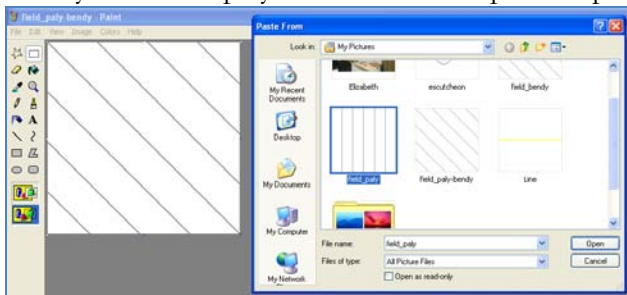 field_paly-bendy - Paint
File Edit View Image Colors Help
A
Paste From
Look in: My Pictures
My Recent Documents
Desktop
My Documents
My Computer
My Network
Elizabeth
escutcheon
field_bendy
field_paly
field_paly-bendy
Line
File name: field_paly
Open
Files of type: All Picture Files
Cancel
Open as read-only